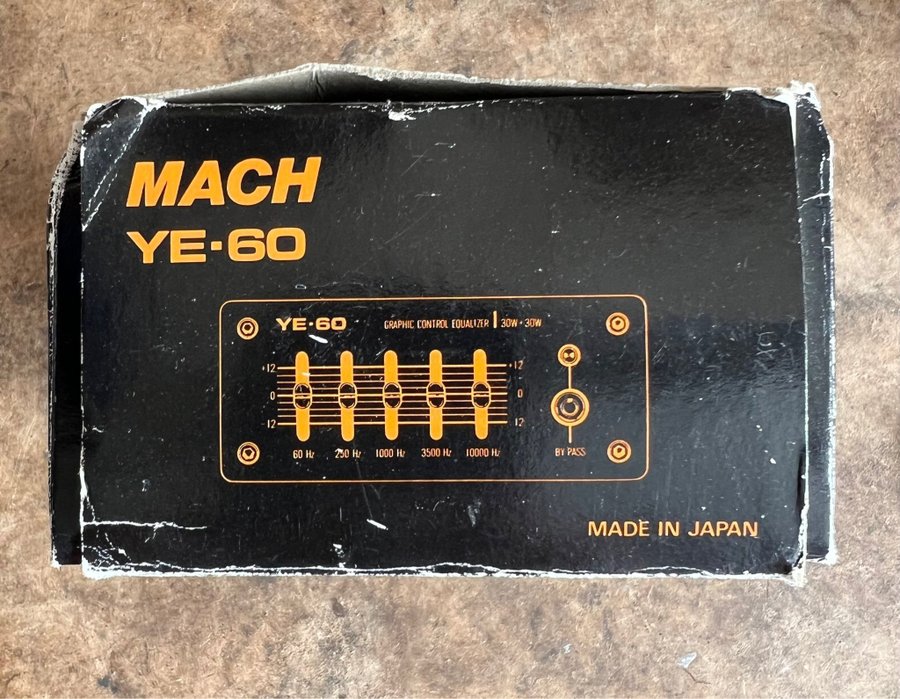 MACH
YE-60
YE-60 GRAPHIC CONTROL EQUALIZER | 30W + 30W
+12 +12
0 0
12 12
60 Hz 250 Hz 1000 Hz 3500 Hz 10000 Hz BY PASS
MADE IN JAPAN